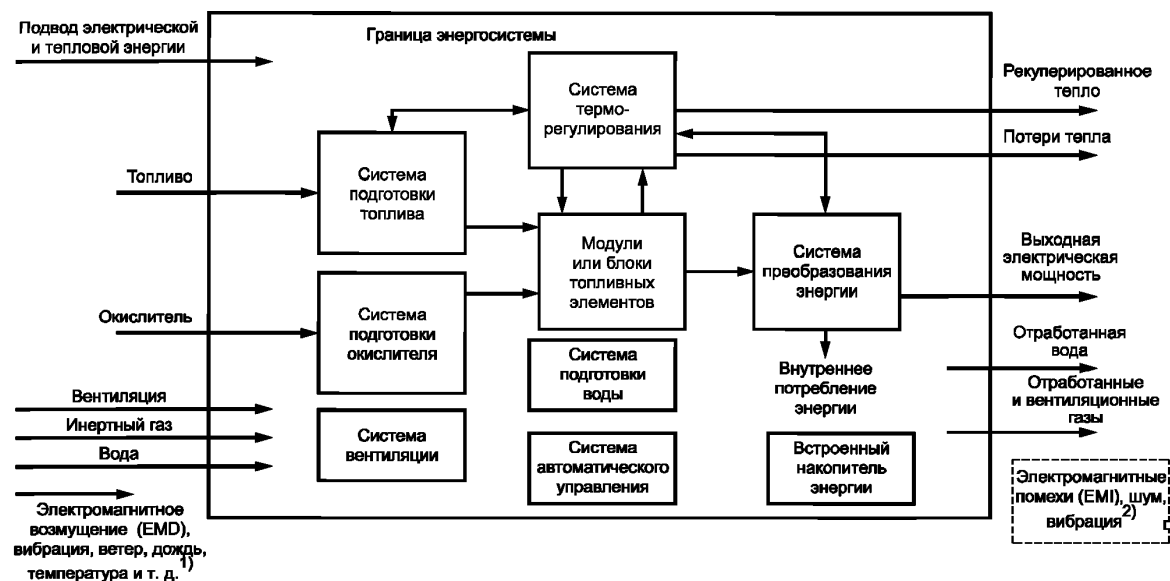 Подвод электрической
и тепловой энергии
Граница энергосистемы
Система
термо-
регулирования
Рекуперированное
тепло
Потери тепла
Топливо
Система
подготовки
топлива
Модули
или блоки
топливных
элементов
Система
преобразования
энергии
Выходная
электрическая
мощность
Окислитель
Система
подготовки
окислителя
Система
подготовки
воды
Внутреннее
потребление
энергии
Отработанная
вода
Отработанные
и вентиляционные
газы
Вентиляция
Инертный газ
Вода
Система
вентиляции
Система
автоматического
управления
Встроенный
накопитель
энергии
Электромагнитное
возмущение (EMD),
вибрация, ветер, дождь,
температура и т. д.1)
Электромагнитные
помехи (EMI), шум,
вибрация2)